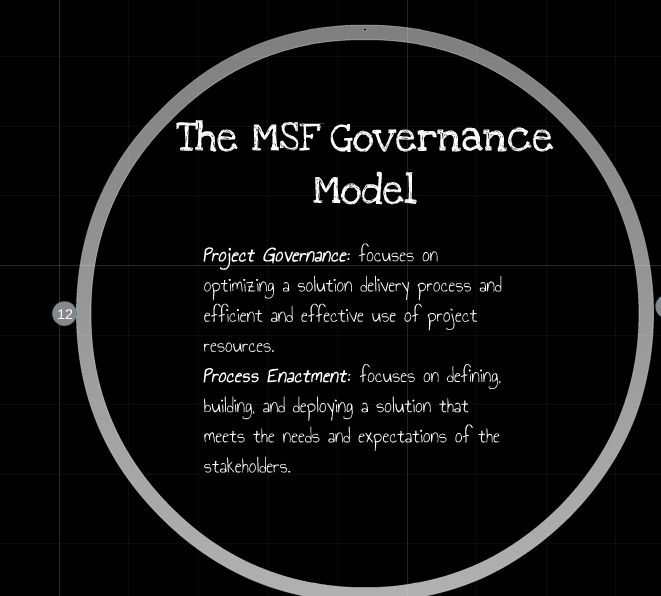 The MSF Governance
Model
Project Governance: focuses on
optimizing a solution delivery process and
efficient and effective use of project
resources.
Process Enactment: focuses on defining,
building, and deploying a solution that
meets the needs and expectations of the
stakeholders.
12